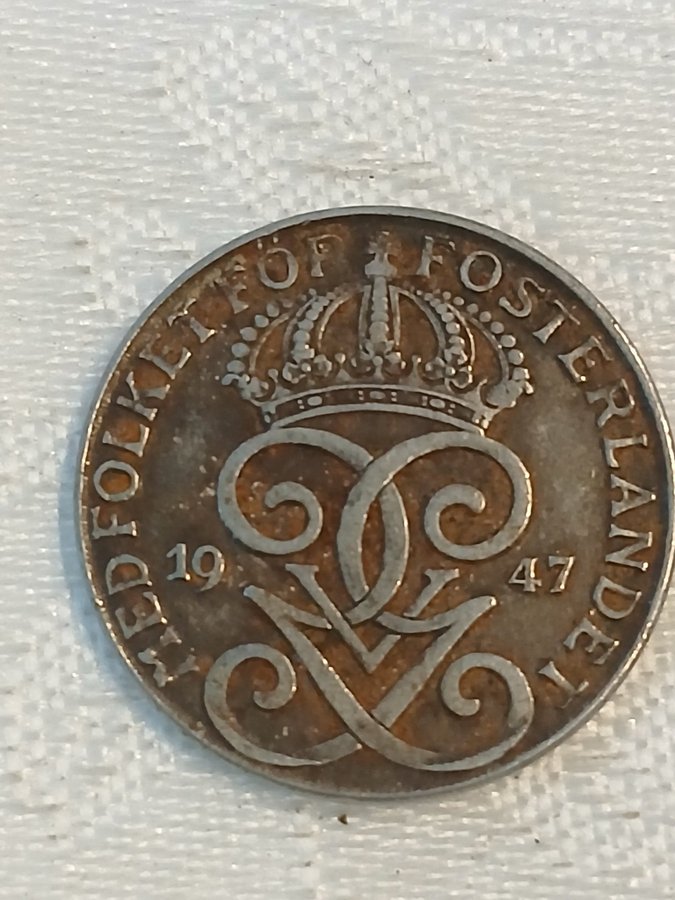 MED FOLKET FÖR FOSTERLANDET
19 47